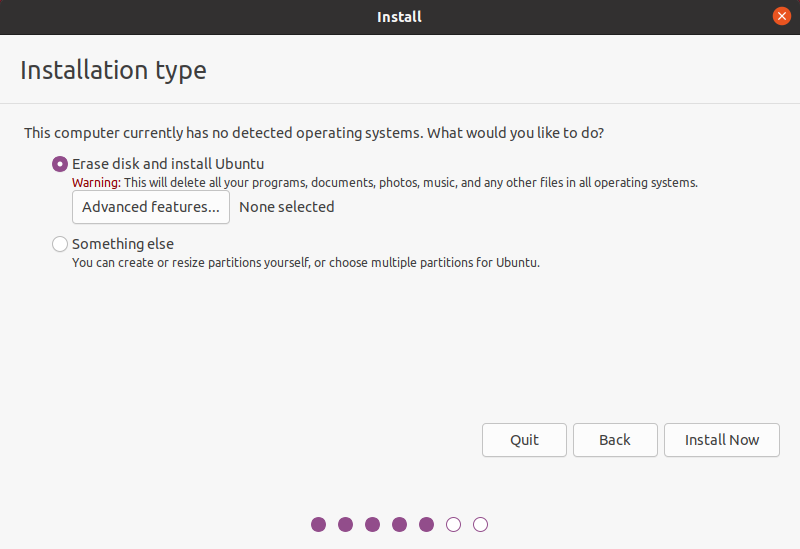 Install
Installation type
This computer currently has no detected operating systems. What would you like to do?
Erase disk and install Ubuntu
Warning: This will delete all your programs, documents, photos, music, and any other files in all operating systems.
Advanced features... None selected
Something else
You can create or resize partitions yourself, or choose multiple partitions for Ubuntu.
Quit Back Install Now